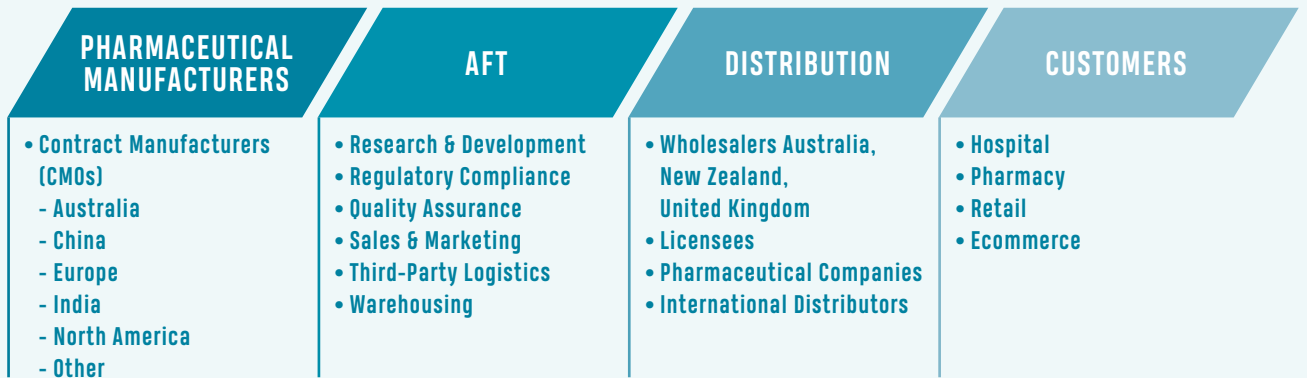 PHARMACEUTICAL
MANUFACTURERS
• Contract Manufacturers
(CMOs)
- Australia
- China
- Europe
- India
- North America
- Other
AFT
• Research & Development
• Regulatory Compliance
• Quality Assurance
• Sales & Marketing
• Third-Party Logistics
• Warehousing
DISTRIBUTION
• Wholesalers Australia,
New Zealand,
United Kingdom
• Licensees
• Pharmaceutical Companies
• International Distributors
CUSTOMERS
• Hospital
• Pharmacy
• Retail
• Ecommerce